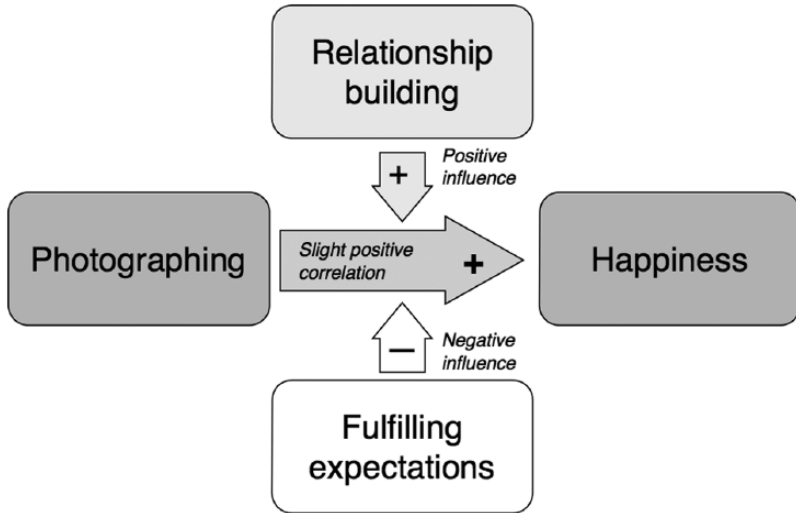 Relationship
building
+
Positive
influence
Photographing
Slight positive
correlation
+
Happiness
–
Negative
influence
Fulfilling
expectations